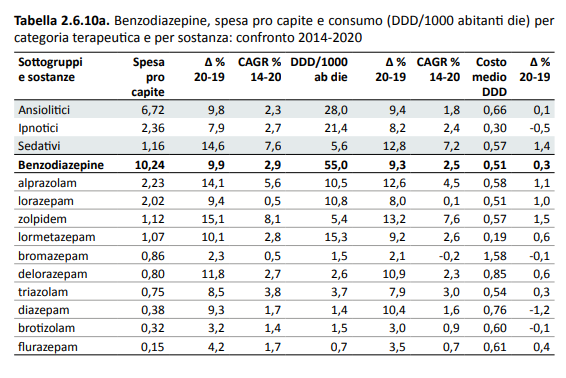 Tabella 2.6.10a. Benzodiazepine, spesa pro capite e consumo (DDD/1000 abitanti die) per
categoria terapeutica e per sostanza: confronto 2014-2020
Sottogruppi e sostanze Spesa pro capite Δ % 20-19 CAGR % 14-20 DDD/1000 ab die Δ % 20-19 CAGR % 14-20 Costo medio DDD Δ % 20-19
Ansiolitici 6,72 9,8 2,3 28,0 9,4 1,8 0,66 0,1
Ipnotici 2,36 7,9 2,7 21,4 8,2 2,4 0,30 -0,5
Sedativi 1,16 14,6 7,6 5,6 12,8 7,2 0,57 1,4
Benzodiazepine 10,24 9,9 2,9 55,0 9,3 2,5 0,51 0,3
alprazolam 2,23 14,1 5,6 10,5 12,6 4,5 0,58 1,1
lorazepam 2,02 9,4 0,5 10,8 8,0 0,1 0,51 1,0
zolpidem 1,12 15,1 8,1 5,4 13,2 7,6 0,57 1,5
lormetazepam 1,07 10,1 2,8 15,3 9,2 2,6 0,19 0,6
bromazepam 0,86 2,3 0,5 1,5 2,1 -0,2 1,58 -0,1
delorazepam 0,80 11,8 2,7 2,6 10,9 2,3 0,85 0,6
triazolam 0,75 8,5 3,8 3,7 7,9 3,0 0,54 0,3
diazepam 0,38 9,3 1,7 1,4 10,4 1,6 0,76 -1,2
brotizolam 0,32 3,2 1,4 1,5 3,0 0,9 0,60 -0,1
flurazepam 0,15 4,2 1,7 0,7 3,5 0,7 0,61 0,4